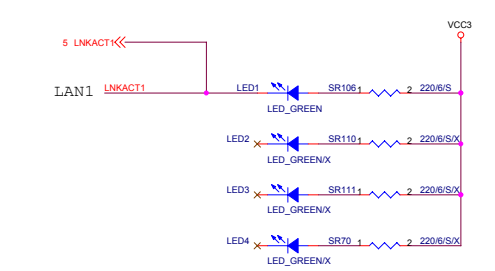 VCC3
5 LNKACT1
LAN1 LNKACT1 LED1 SR106 1 2 220/6/S
LED_GREEN
LED2 SR110 1 2 220/6/S/X
LED_GREEN/X
LED3 SR111 1 2 220/6/S/X
LED_GREEN/X
LED4 SR70 1 2 220/6/S/X
LED_GREEN/X